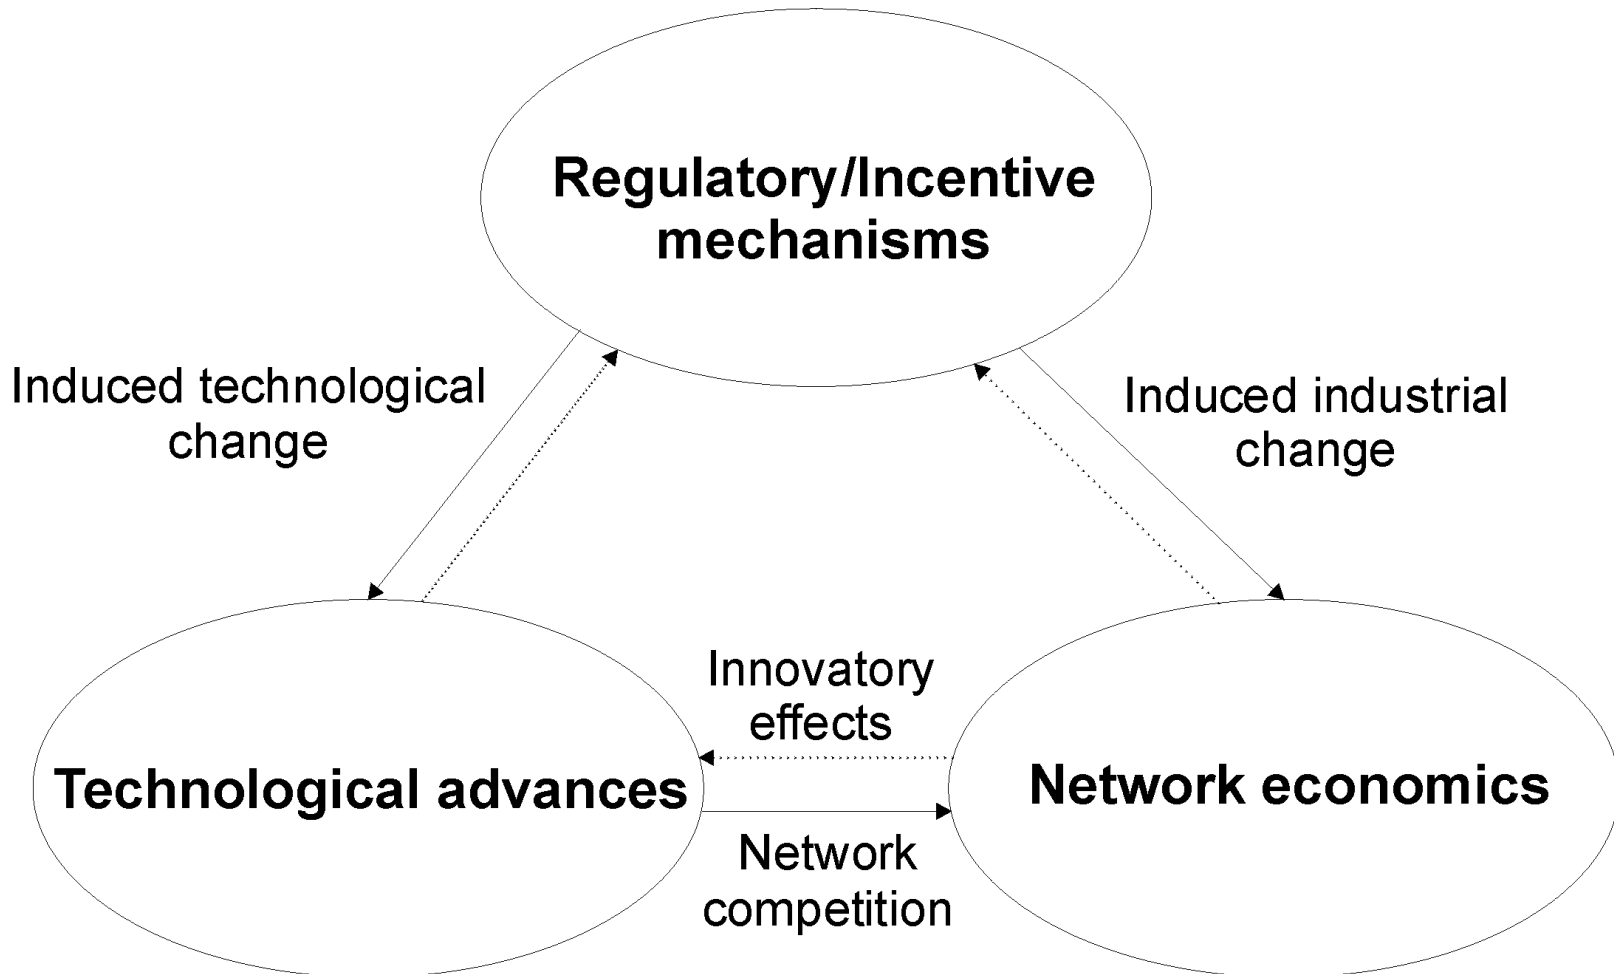 Regulatory/Incentive
mechanisms
Induced technological
change
Induced industrial
change
Innovatory
effects
Technological advances
Network economics
Network
competition